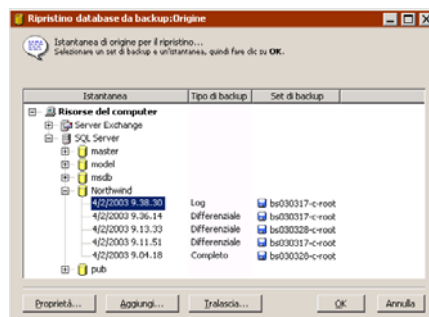 Ripristino database da backup:Origine
Istantanea di origine per il ripristino...
Selezionare un set di backup e un'istantanea, quindi fare clic su OK.
Istantanea Tipo di backup Set di backup
Risorse del computer
Server Exchange
SQL Server
master
model
msdb
Northwind
4/2/2003 9.38.30 Log bs030317-c-root
4/2/2003 9.36.14 Differenziale bs030317-c-root
4/2/2003 9.13.33 Differenziale bs030328-c-root
4/2/2003 9.11.51 Differenziale bs030317-c-root
4/2/2003 9.04.18 Completo bs030328-c-root
pub
Proprietà... Aggiungi... Tralascia... OK Annulla